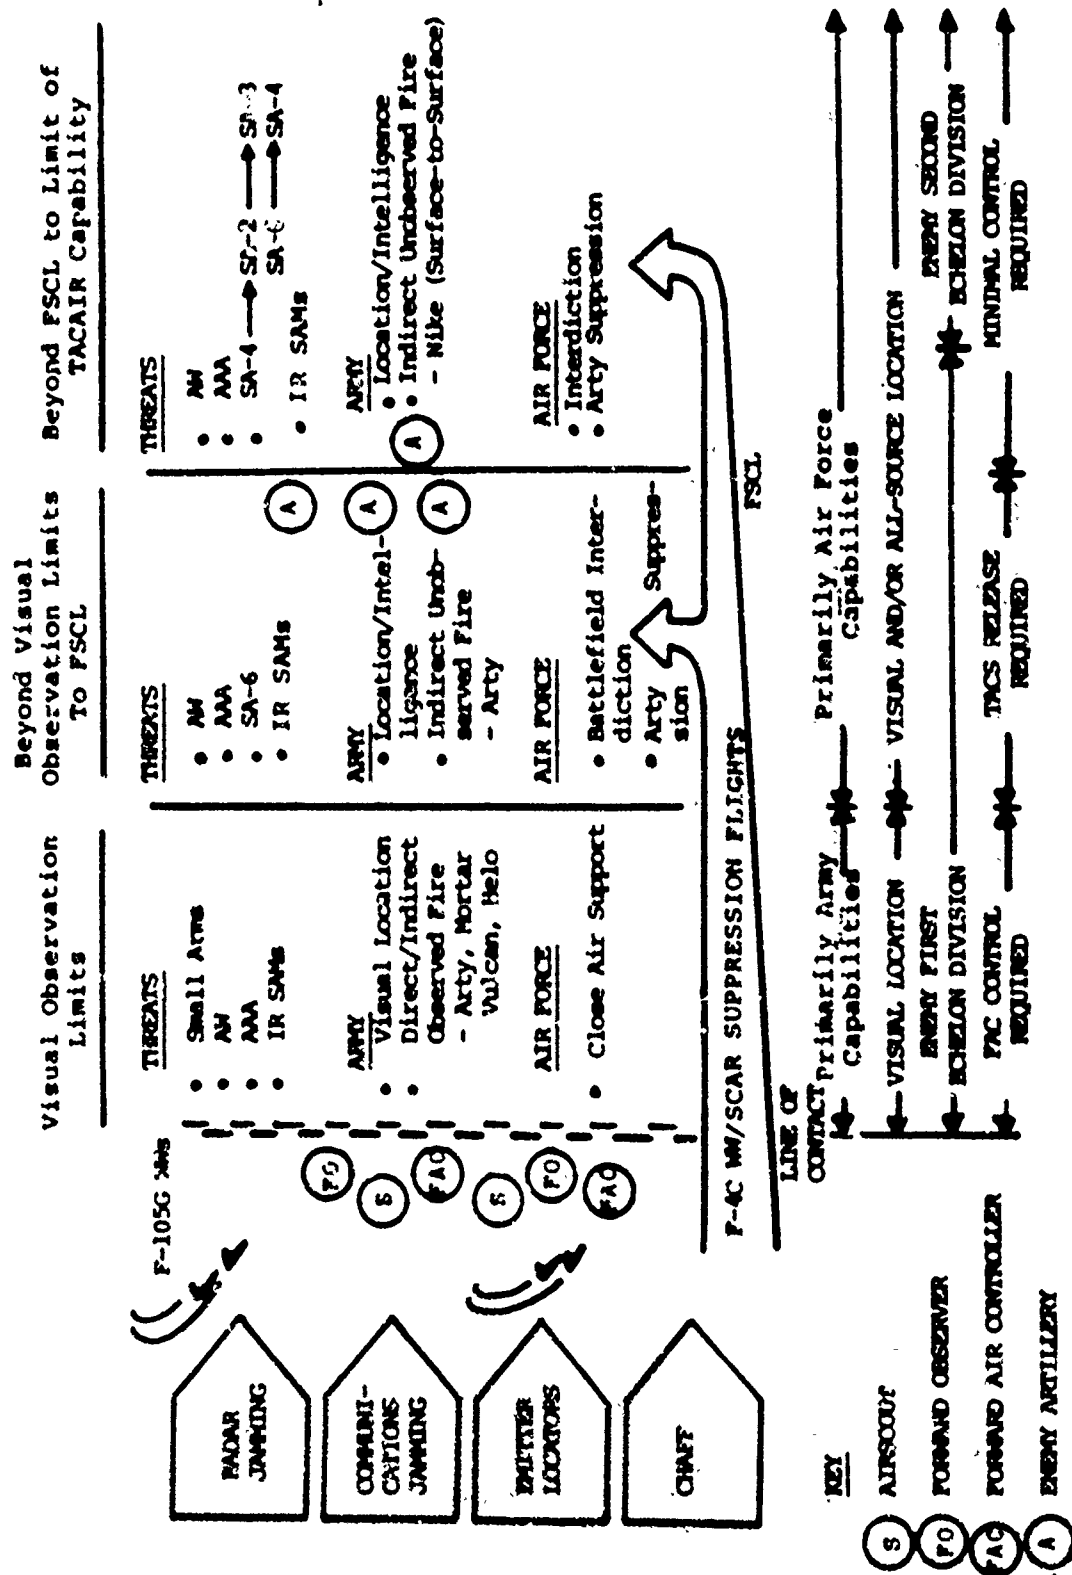 Visual Observation
Limits
Beyond Visual
Observation Limits
To FSCL
Beyond FSCL to Limit of
TACAIR Capability
F-105G WWs
THREATS
• Small Arms
• AW
• AAA
• IR SAMs
ARMY
• Visual Location
• Direct/Indirect
Observed Fire
- Arty, Mortar
Vulcan, Helo
AIR FORCE
• Close Air Support
THREATS
• AW
• AAA
• SA-6
• IR SAMs
ARMY
• Location/Intel-
ligence
• Indirect Unob-
served Fire
- Arty
AIR FORCE
• Battlefield Inter-
diction
• Arty Suppres-
sion
THREATS
• AW
• AAA
• SA-4 SA-2 SA-3
SA-6 SA-4
• IR SAMs
ARMY
• Location/Intelligence
• Indirect Unobserved Fire
- Nike (Surface-to-Surface)
AIR FORCE
• Interdiction
• Arty Suppression
FO
S
FAC
S
FO
FAC
A
A
A
A
RADAR
JAMMING
COMMUNI-
CATIONS
JAMMING
EMITTER
LOCATORS
CHAFF
F-4C WW/SCAR SUPPRESSION FLIGHTS
FSCL
LINE OF
CONTACT
Primarily Army
Capabilities
Primarily Air Force
Capabilities
VISUAL LOCATION
VISUAL AND/OR ALL-SOURCE LOCATION
ENEMY FIRST
ECHELON DIVISION
ENEMY SECOND
ECHELON DIVISION
FAC CONTROL
REQUIRED
TACS RELEASE
REQUIRED
MINIMAL CONTROL
REQUIRED
KEY
S AIRSCOUT
FO FORWARD OBSERVER
FAC FORWARD AIR CONTROLLER
A ENEMY ARTILLERY